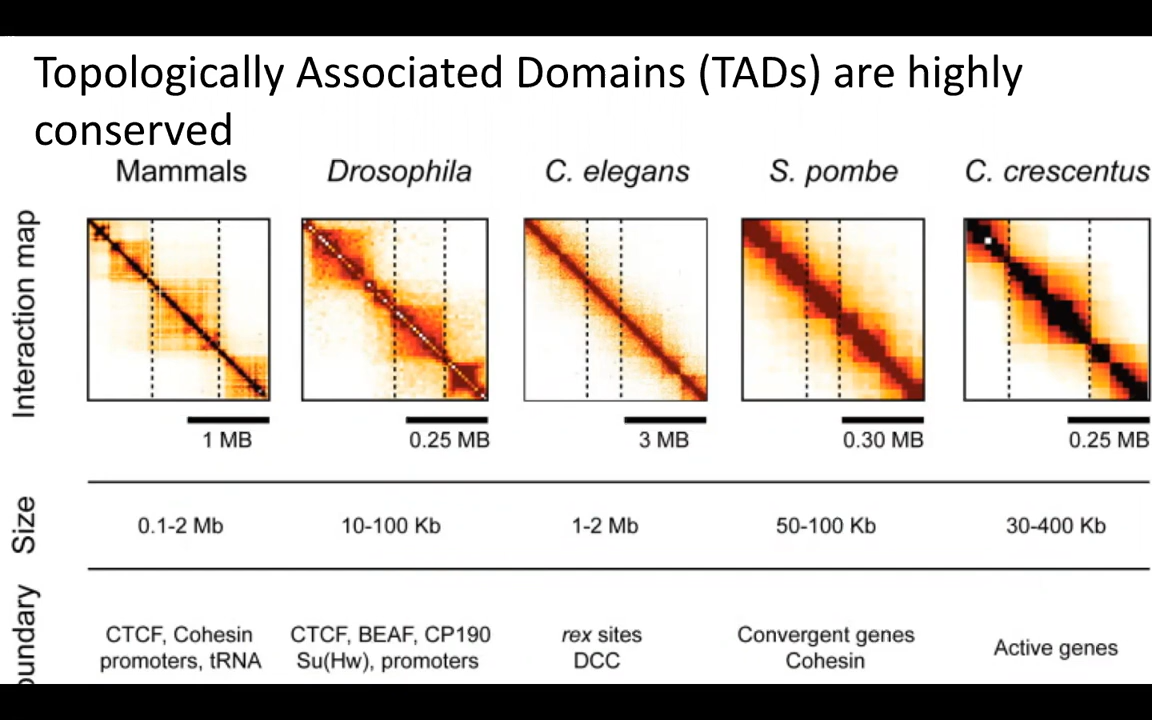 Topologically Associated Domains (TADs) are highly
conserved
Mammals
Drosophila
C. elegans
S. pombe
C. crescentus
Interaction map
1 MB
0.25 MB
3 MB
0.30 MB
0.25 MB
Size
0.1-2 Mb
10-100 Kb
1-2 Mb
50-100 Kb
30-400 Kb
oundary
CTCF, Cohesin
promoters, tRNA
CTCF, BEAF, CP190
Su(Hw), promoters
rex sites
DCC
Convergent genes
Cohesin
Active genes